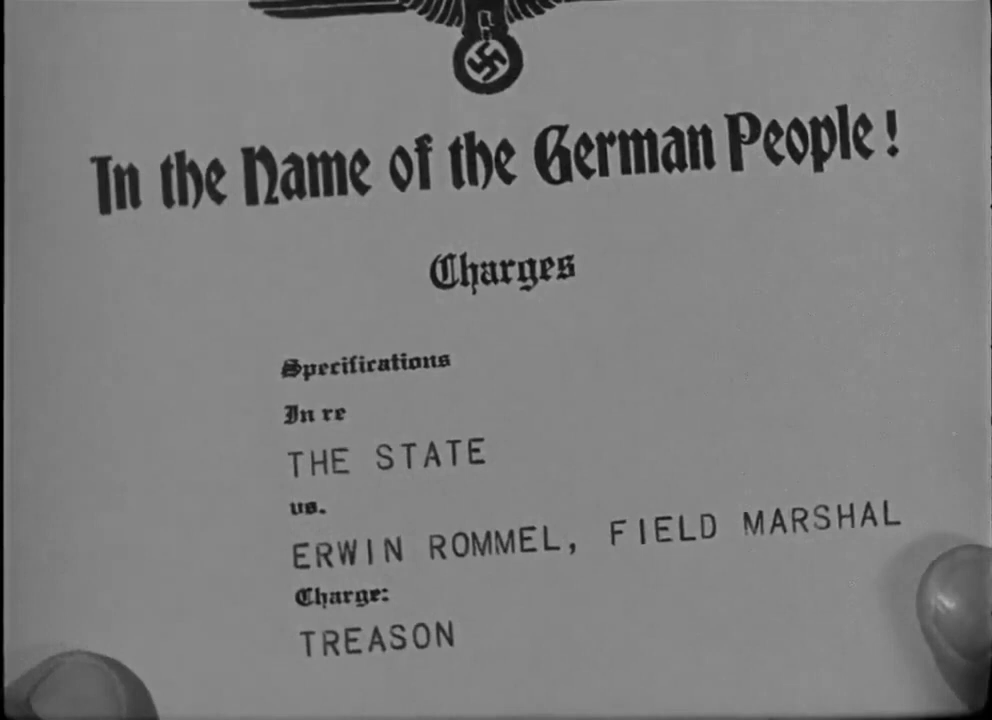 In the Name of the German People!
Charges
Specifications
In re
THE STATE
vs.
ERWIN ROMMEL, FIELD MARSHAL
Charge:
TREASON